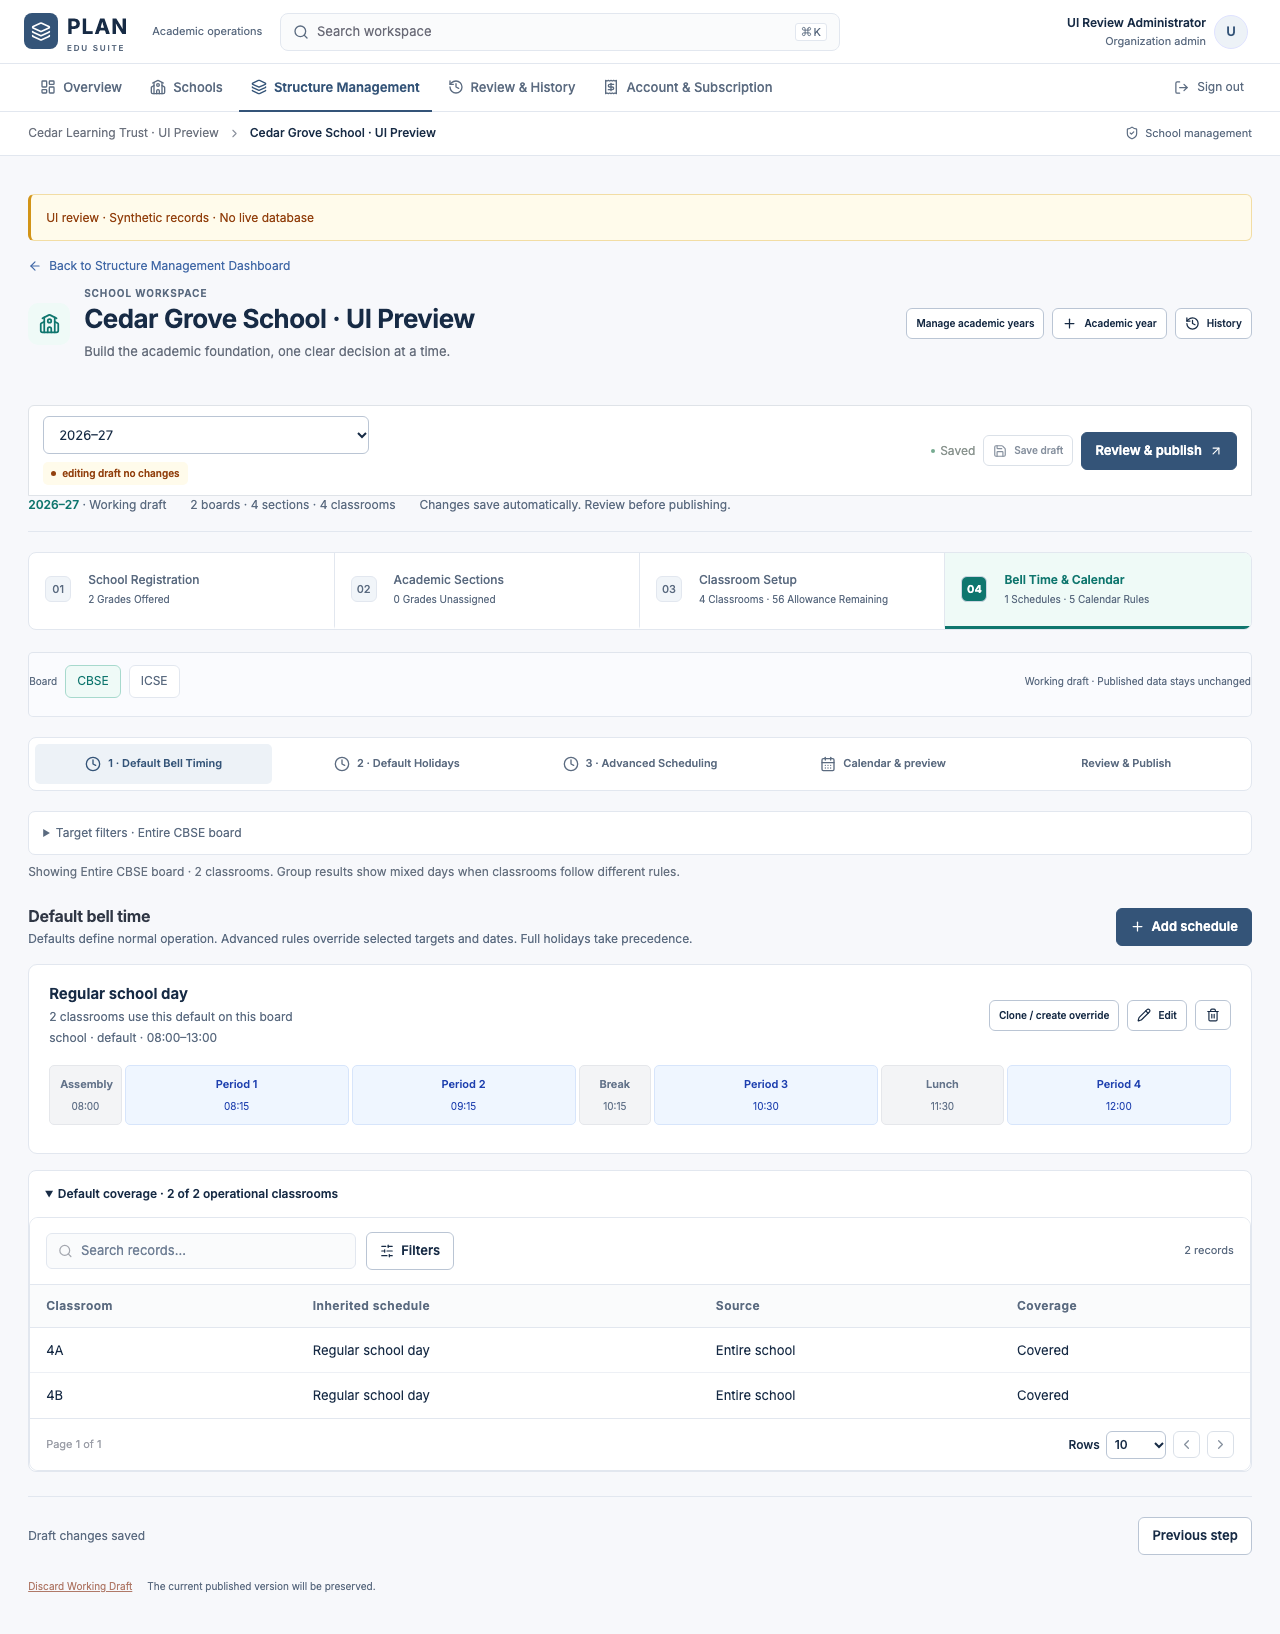 PLAN
EDU SUITE
Academic operations
Search workspace
⌘K
UI Review Administrator
Organization admin
U
Overview
Schools
Structure Management
Review & History
Account & Subscription
Sign out
Cedar Learning Trust · UI Preview
Cedar Grove School · UI Preview
School management
UI review · Synthetic records · No live database
Back to Structure Management Dashboard
SCHOOL WORKSPACE
Cedar Grove School · UI Preview
Build the academic foundation, one clear decision at a time.
Manage academic years
Academic year
History
2026–27
editing draft no changes
• Saved
Save draft
Review & publish
2026–27 · Working draft
2 boards · 4 sections · 4 classrooms
Changes save automatically. Review before publishing.
01
School Registration
2 Grades Offered
02
Academic Sections
0 Grades Unassigned
03
Classroom Setup
4 Classrooms · 56 Allowance Remaining
04
Bell Time & Calendar
1 Schedules · 5 Calendar Rules
Board
CBSE
ICSE
Working draft · Published data stays unchanged
1 · Default Bell Timing
2 · Default Holidays
3 · Advanced Scheduling
Calendar & preview
Review & Publish
Target filters · Entire CBSE board
Showing Entire CBSE board · 2 classrooms. Group results show mixed days when classrooms follow different rules.
Default bell time
Defaults define normal operation. Advanced rules override selected targets and dates. Full holidays take precedence.
Add schedule
Regular school day
2 classrooms use this default on this board
school · default · 08:00–13:00
Clone / create override
Edit
Assembly
08:00
Period 1
08:15
Period 2
09:15
Break
10:15
Period 3
10:30
Lunch
11:30
Period 4
12:00
Default coverage · 2 of 2 operational classrooms
Search records...
Filters
2 records
Classroom Inherited schedule Source Coverage
4A Regular school day Entire school Covered
4B Regular school day Entire school Covered
Page 1 of 1
Rows
10
Draft changes saved
Previous step
Discard Working Draft
The current published version will be preserved.